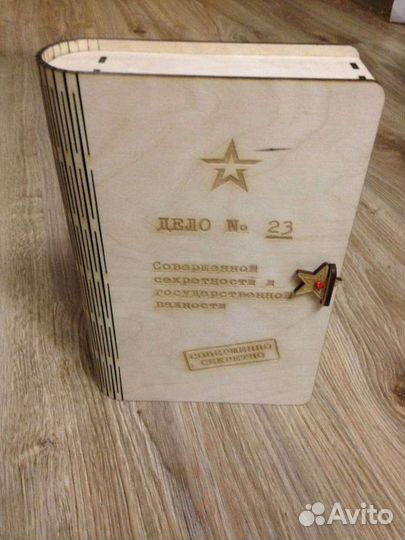 ДЕЛО № 23
Совершенной
секретности и
государственной
важности
СОВЕРШЕННО
СЕКРЕТНО
Avito